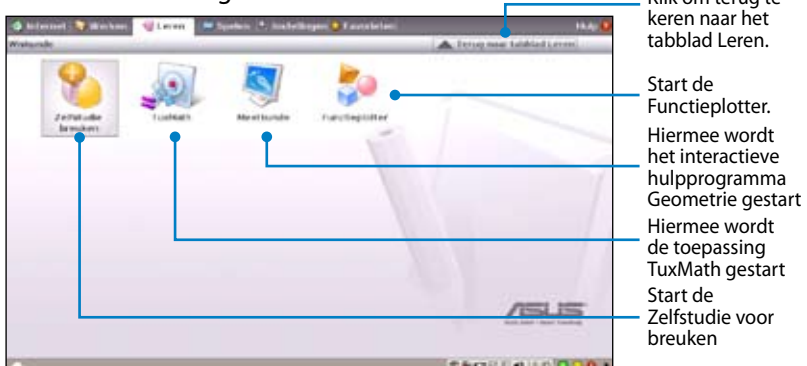 Klik om terug te
keren naar het
tabblad Leren.
Internet Werken Leren Spelen Instellingen Favorieten Hulp
Wiskunde
Terug naar tabblad Leren
Zelfstudie
breuken
TuxMath
Meetkunde
Functieplotter
Start de
Functieplotter.
Hiermee wordt
het interactieve
hulpprogramma
Geometrie gestart
Hiermee wordt
de toepassing
TuxMath gestart
Start de
Zelfstudie voor
breuken
ASUS